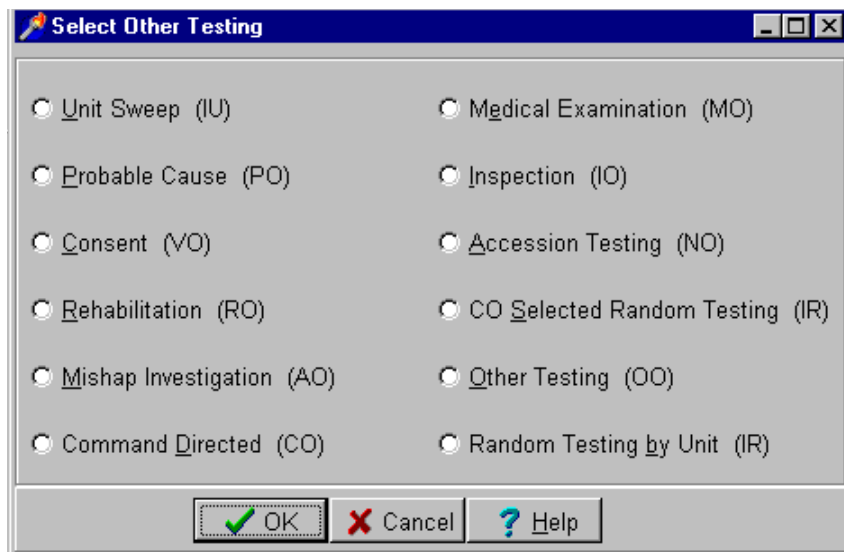 Select Other Testing
Unit Sweep (IU)
Medical Examination (MO)
Probable Cause (PO)
Inspection (IO)
Consent (VO)
Accession Testing (NO)
Rehabilitation (RO)
CO Selected Random Testing (IR)
Mishap Investigation (AO)
Other Testing (OO)
Command Directed (CO)
Random Testing by Unit (IR)
OK
Cancel
Help